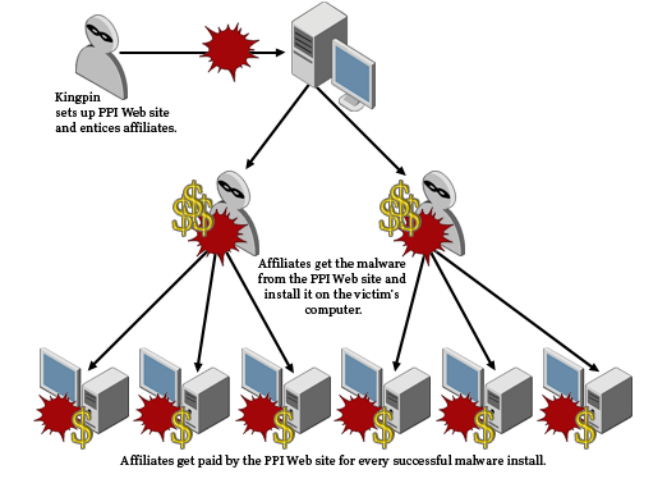 Kingpin
sets up PPI Web site
and entices affiliates.
$$$
$$$
Affiliates get the malware
from the PPI Web site and
install it on the victim's
computer.
$ $ $ $ $ $
Affiliates get paid by the PPI Web site for every successful malware install.